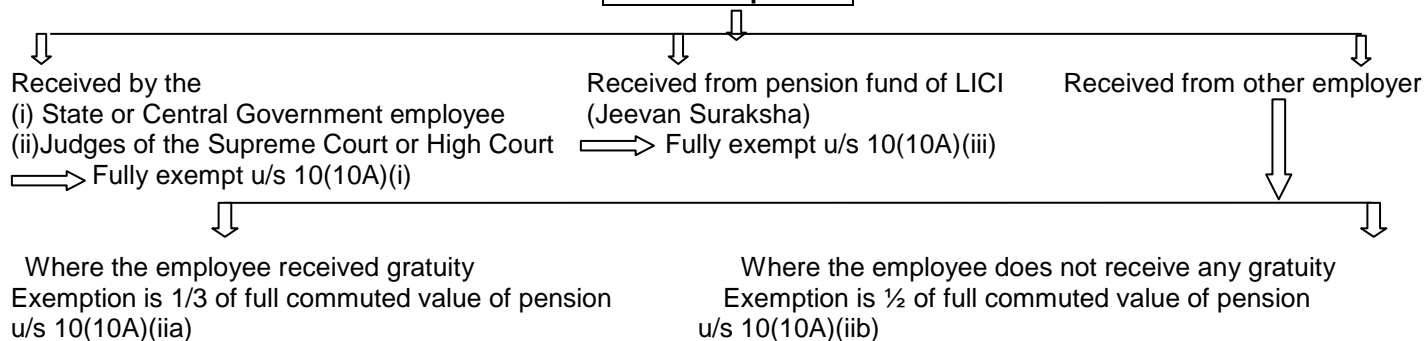 Received by the
(i) State or Central Government employee
(ii)Judges of the Supreme Court or High Court
Fully exempt u/s 10(10A)(i)
Received from pension fund of LICI
(Jeevan Suraksha)
Fully exempt u/s 10(10A)(iii)
Received from other employer
Where the employee received gratuity
Exemption is 1/3 of full commuted value of pension
u/s 10(10A)(iia)
Where the employee does not receive any gratuity
Exemption is ½ of full commuted value of pension
u/s 10(10A)(iib)